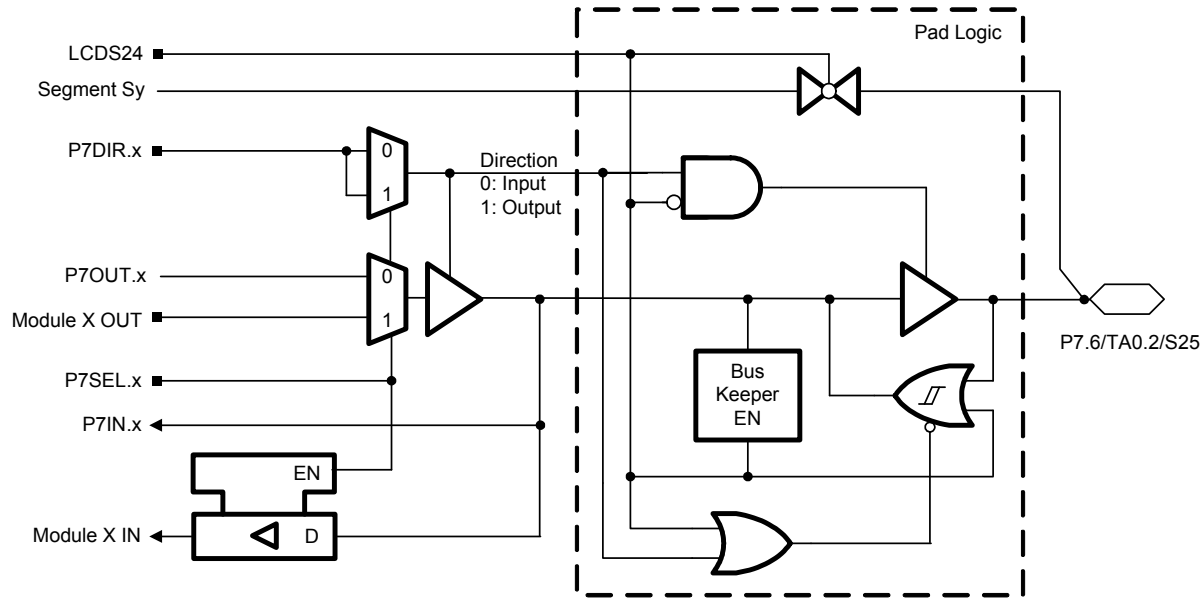 Pad Logic
LCDS24
Segment Sy
P7DIR.x
0
1
Direction
0: Input
1: Output
P7OUT.x
0
Module X OUT
1
P7.6/TA0.2/S25
P7SEL.x
Bus
Keeper
EN
P7IN.x
EN
Module X IN
D